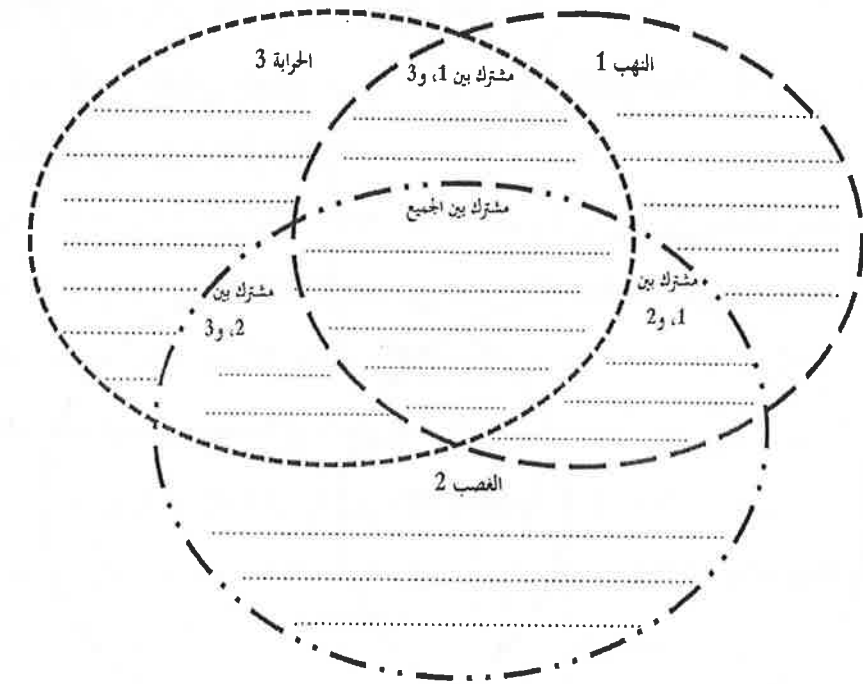 النهب 1
مشترك بين 1، و3
الحرابة 3
مشترك بين الجميع
مشترك بين
1، و2
مشترك بين
2، و3
الغصب 2